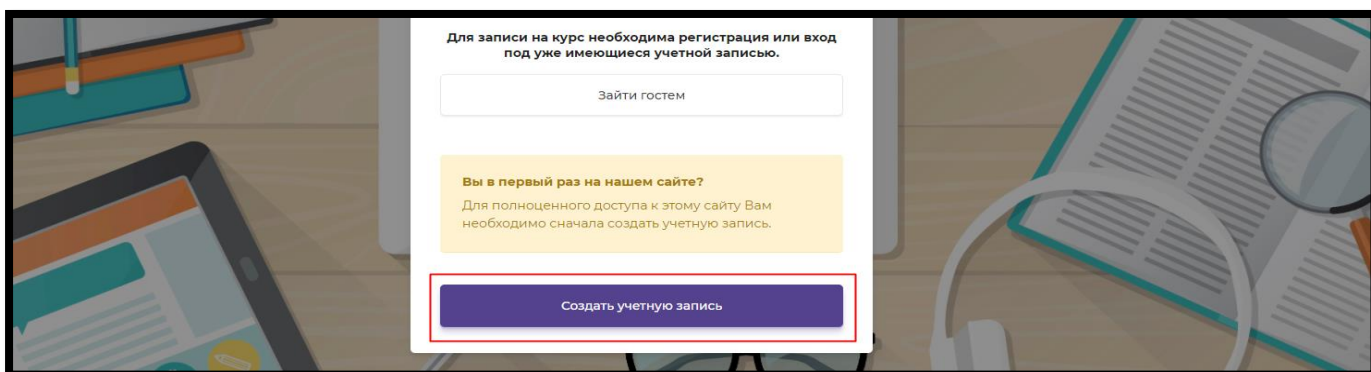 Для записи на курс необходима регистрация или вход
под уже имеющиеся учетной записью.
Зайти гостем
Вы в первый раз на нашем сайте?
Для полноценного доступа к этому сайту Вам
необходимо сначала создать учетную запись.
Создать учетную запись